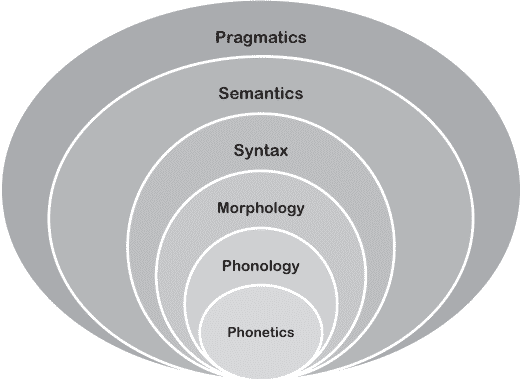 Pragmatics
Semantics
Syntax
Morphology
Phonology
Phonetics